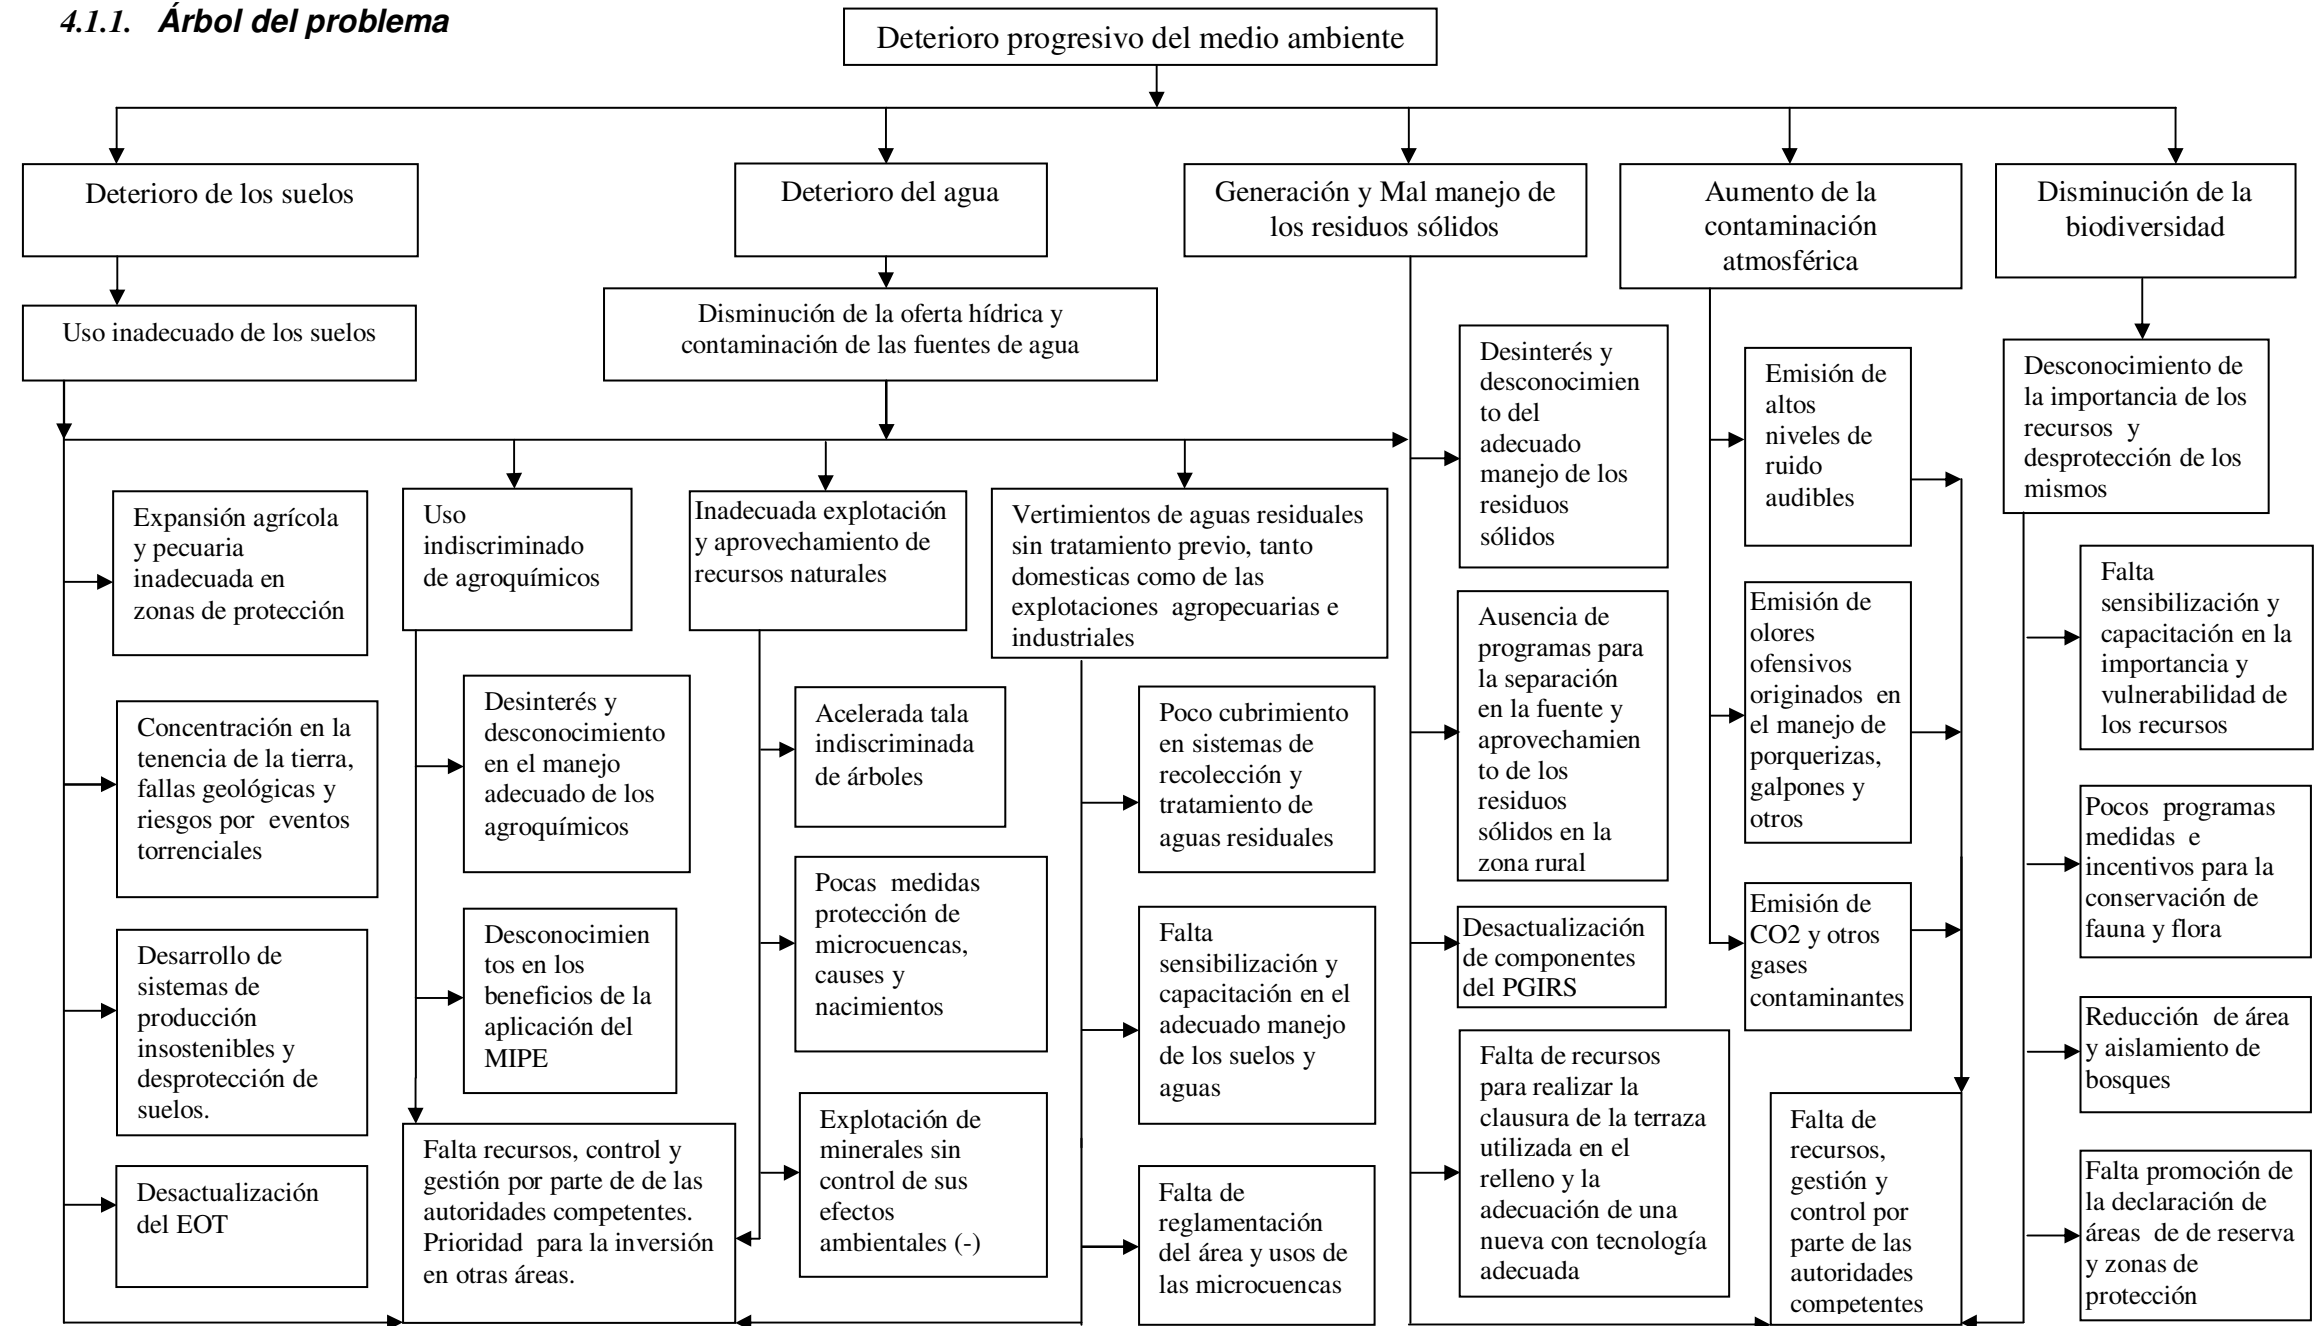 4.1.1. Árbol del problema
Deterioro progresivo del medio ambiente
Deterioro de los suelos
Deterioro del agua
Generación y Mal manejo de
los residuos sólidos
Aumento de la
contaminación
atmosférica
Disminución de la
biodiversidad
Uso inadecuado de los suelos
Disminución de la oferta hídrica y
contaminación de las fuentes de agua
Expansión agrícola
y pecuaria
inadecuada en
zonas de protección
Concentración en la
tenencia de la tierra,
fallas geológicas y
riesgos por eventos
torrenciales
Desarrollo de
sistemas de
producción
insostenibles y
desprotección de
suelos.
Desactualización
del EOT
Uso
indiscriminado
de agroquímicos
Desinterés y
desconocimiento
en el manejo
adecuado de los
agroquímicos
Desconocimien
tos en los
beneficios de la
aplicación del
MIPE
Falta recursos, control y
gestión por parte de de las
autoridades competentes.
Prioridad para la inversión
en otras áreas.
Inadecuada explotación
y aprovechamiento de
recursos naturales
Acelerada tala
indiscriminada
de árboles
Pocas medidas
protección de
microcuencas,
causes y
nacimientos
Explotación de
minerales sin
control de sus
efectos
ambientales (-)
Vertimientos de aguas residuales
sin tratamiento previo, tanto
domesticas como de las
explotaciones agropecuarias e
industriales
Poco cubrimiento
en sistemas de
recolección y
tratamiento de
aguas residuales
Falta
sensibilización y
capacitación en el
adecuado manejo
de los suelos y
aguas
Falta de
reglamentación
del área y usos de
las microcuencas
Desinterés y
desconocimien
to del
adecuado
manejo de los
residuos
sólidos
Ausencia de
programas para
la separación
en la fuente y
aprovechamien
to de los
residuos
sólidos en la
zona rural
Desactualización
de componentes
del PGIRS
Falta de recursos
para realizar la
clausura de la terraza
utilizada en el
relleno y la
adecuación de una
nueva con tecnología
adecuada
Emisión de
altos
niveles de
ruido
audibles
Emisión de
olores
ofensivos
originados en
el manejo de
porquerizas,
galpones y
otros
Emisión de
CO2 y otros
gases
contaminantes
Falta de
recursos,
gestión y
control por
parte de las
autoridades
competentes
Desconocimiento de
la importancia de los
recursos y
desprotección de los
mismos
Falta
sensibilización y
capacitación en la
importancia y
vulnerabilidad de
los recursos
Pocos programas
medidas e
incentivos para la
conservación de
fauna y flora
Reducción de área
y aislamiento de
bosques
Falta promoción de
la declaración de
áreas de de reserva
y zonas de
protección